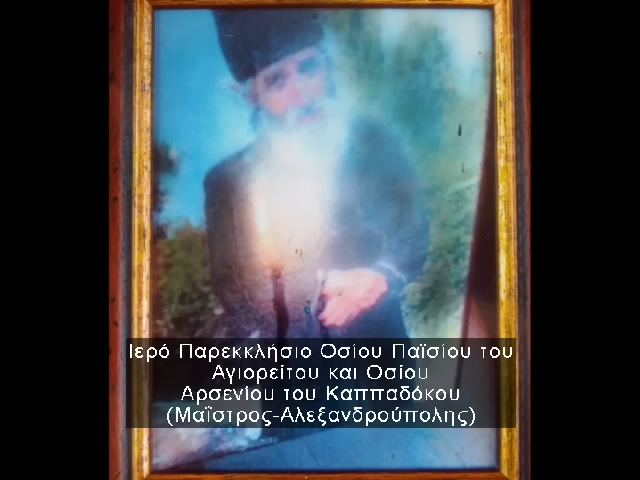 Ιερό Παρεκκλήσιο Οσίου Παϊσίου του
Αγιορείτου και Οσίου
Αρσενίου του Καππαδόκου
(Μαΐστρος-Αλεξανδρούπολης)